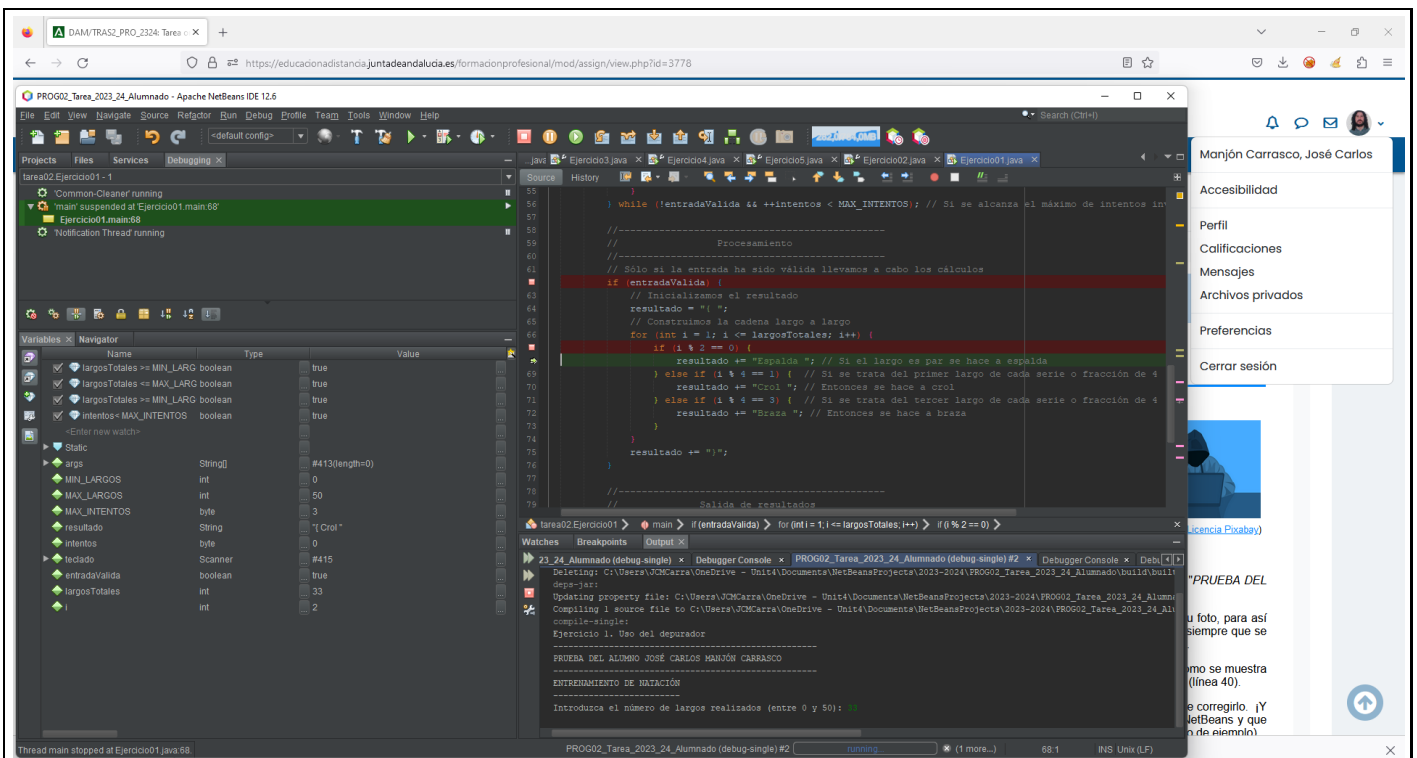 DAM/TRAS2_PRO_2324: Tarea
https://educacionadistancia.juntadeandalucia.es/formacionprofesional/mod/assign/view.php?id=3778
PROG02_Tarea_2023_24_Alumnado - Apache NetBeans IDE 12.6
File Edit View Navigate Source Refactor Run Debug Profile Team Tools Window Help
Search (Ctrl+I)
<default config>
Projects Files Services Debugging
...java Ejercicio3.java Ejercicio4.java Ejercicio5.java Ejercicio02.java Ejercicio01.java
tarea02.Ejercicio01 - 1
Source History
'Common-Cleaner' running
'main' suspended at 'Ejercicio01.main:68'
Ejercicio01.main:68
'Notification Thread' running
55 }
56 } while (!entradaValida && ++intentos < MAX_INTENTOS); // Si se alcanza el máximo de intentos
57
58 //----------------------------------------------
59 // Procesamiento
60 //----------------------------------------------
61 // Sólo si la entrada ha sido válida llevamos a cabo los cálculos
if (entradaValida) {
63 // Inicializamos el resultado
64 resultado = "{ ";
65 // Construimos la cadena largo a largo
66 for (int i = 1; i <= largosTotales; i++) {
if (i % 2 == 0) {
resultado += "Espalda "; // Si el largo es par se hace a espalda
69 } else if (i % 4 == 1) { // Si se trata del primer largo de cada serie o fracción de 4
70 resultado += "Crol "; // Entonces se hace a crol
71 } else if (i % 4 == 3) { // Si se trata del tercer largo de cada serie o fracción de 4
72 resultado += "Braza "; // Entonces se hace a braza
73 }
74 }
75 resultado += "}";
76 }
77
78 //----------------------------------------------
79 // Salida de resultados
Variables Navigator
Name Type Value
largosTotales >= MIN_LARG boolean true
largosTotales <= MAX_LARG boolean true
largosTotales >= MIN_LARG boolean true
intentos< MAX_INTENTOS boolean true
<Enter new watch>
Static
args String[] #413(length=0)
MIN_LARGOS int 0
MAX_LARGOS int 50
MAX_INTENTOS byte 3
resultado String "{ Crol "
intentos byte 0
teclado Scanner #415
entradaValida boolean true
largosTotales int 33
i int 2
tarea02.Ejercicio01 main if (entradaValida) for (int i = 1; i <= largosTotales; i++) if (i % 2 == 0)
Watches Breakpoints Output
23_24_Alumnado (debug-single) Debugger Console PROG02_Tarea_2023_24_Alumnado (debug-single) #2 Debugger Console
Deleting: C:\Users\JCMCarra\OneDrive - Unit4\Documents\NetBeansProjects\2023-2024\PROG02_Tarea_2023_24_Alumnado\build\built
deps-jar:
Updating property file: C:\Users\JCMCarra\OneDrive - Unit4\Documents\NetBeansProjects\2023-2024\PROG02_Tarea_2023_24_Alumna
Compiling 1 source file to C:\Users\JCMCarra\OneDrive - Unit4\Documents\NetBeansProjects\2023-2024\PROG02_Tarea_2023_24_Alu
compile-single:
Ejercicio 1. Uso del depurador
----------------------------------------------------
PRUEBA DEL ALUMNO JOSÉ CARLOS MANJÓN CARRASCO
----------------------------------------------------
ENTRENAMIENTO DE NATACIÓN
-------------------------
Introduzca el número de largos realizados (entre 0 y 50): 33
Thread main stopped at Ejercicio01.java:68.
PROG02_Tarea_2023_24_Alumnado (debug-single) #2 running... (1 more...) 68:1 INS Unix (LF)
Manjón Carrasco, José Carlos
Accesibilidad
Perfil
Calificaciones
Mensajes
Archivos privados
Preferencias
Cerrar sesión
Licencia Pixabay)
"PRUEBA DEL
u foto, para así
siempre que se
omo se muestra
(línea 40).
e corregirlo. ¡Y
NetBeans y que
o de ejemplo)